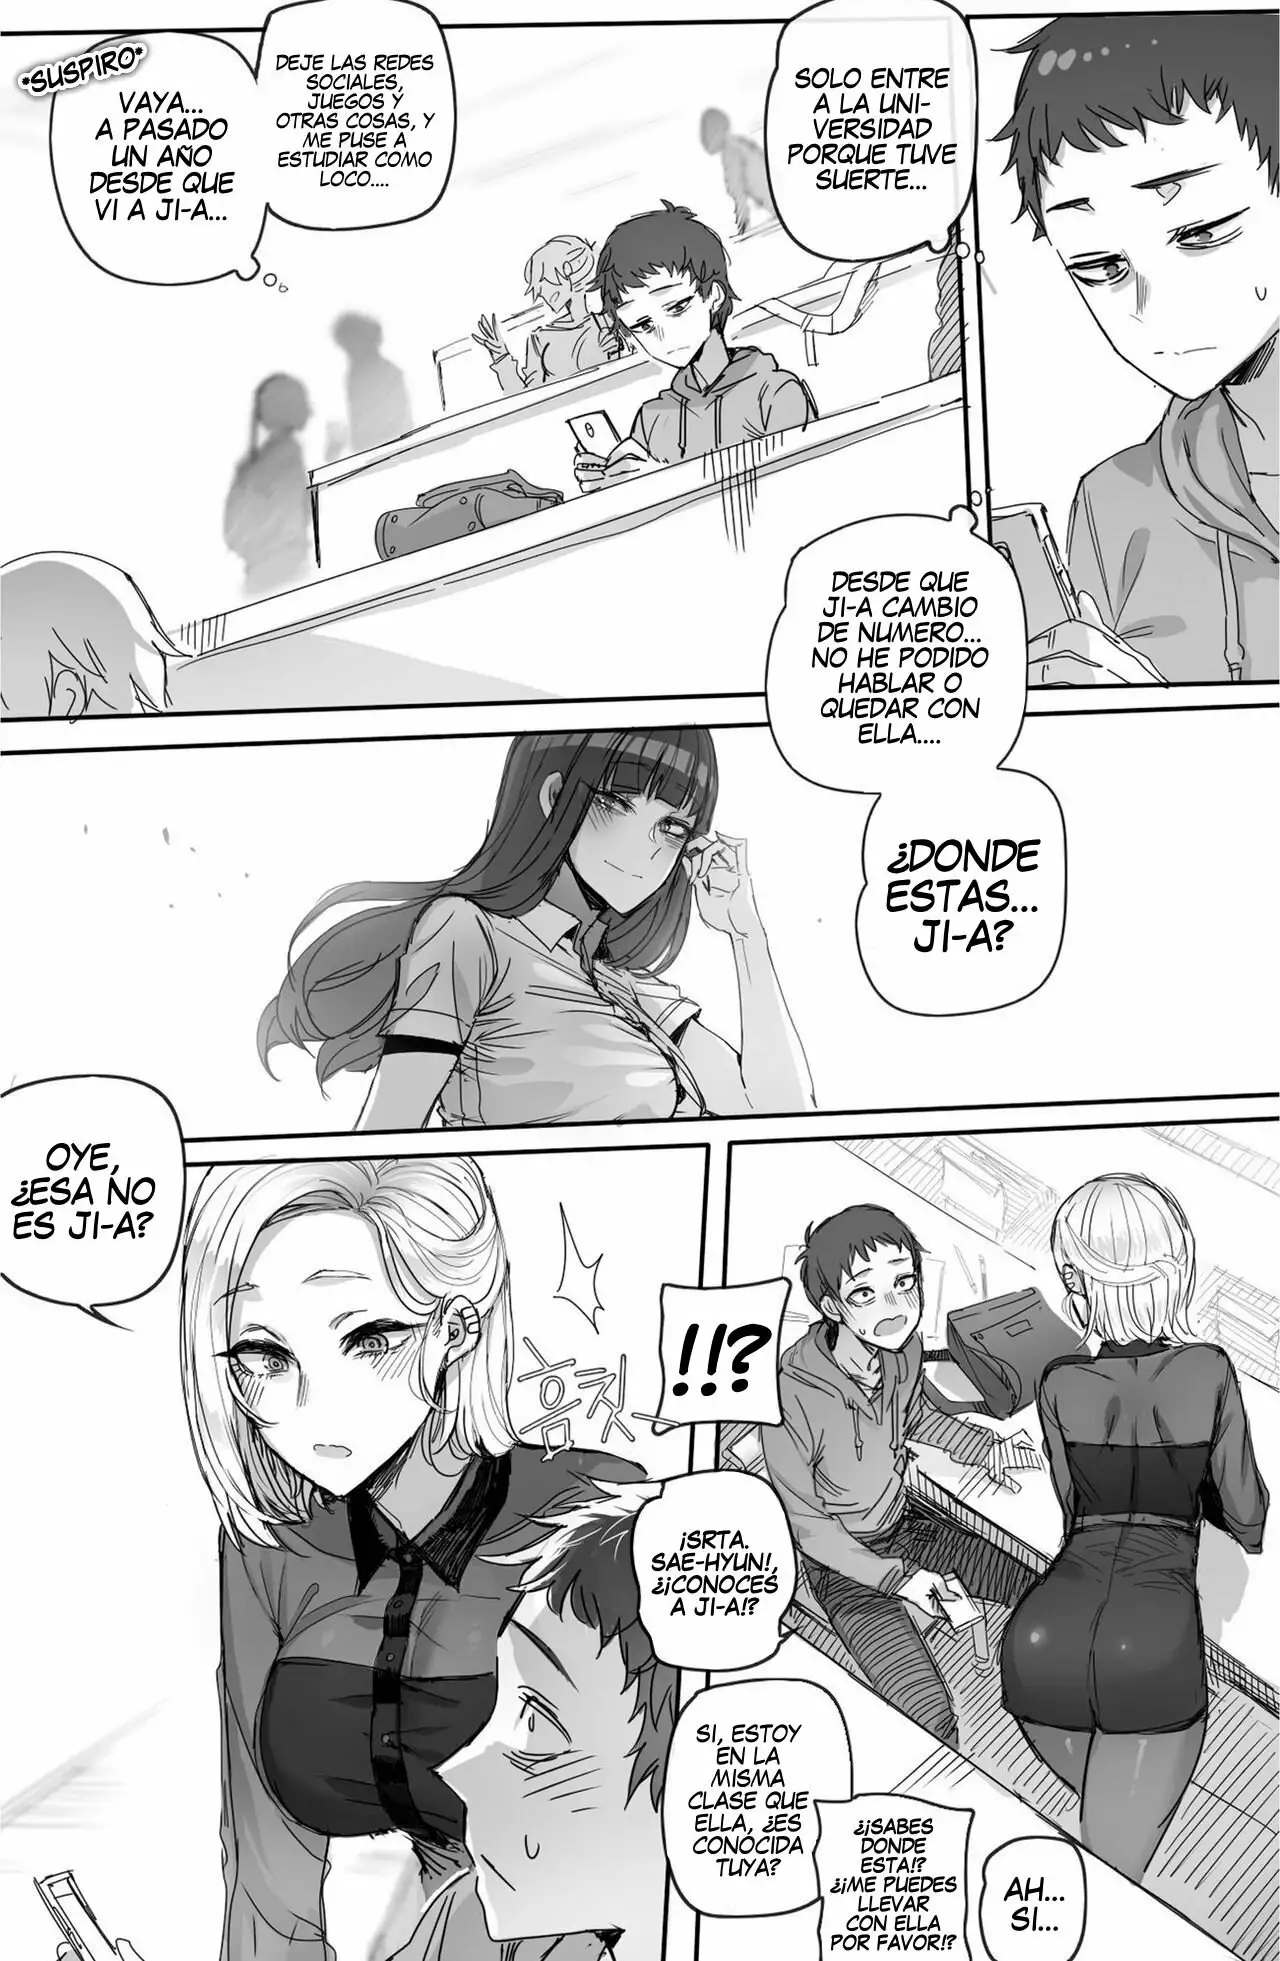 *SUSPIRO*
VAYA...
A PASADO
UN AÑO
DESDE QUE
VI A JI-A...
DEJE LAS REDES
SOCIALES,
JUEGOS Y
OTRAS COSAS, Y
ME PUSE A
ESTUDIAR COMO
LOCO....
SOLO ENTRE
A LA UNI-
VERSIDAD
PORQUE TUVE
SUERTE...
DESDE QUE
JI-A CAMBIO
DE NUMERO...
NO HE PODIDO
HABLAR O
QUEDAR CON
ELLA....
¿DONDE
ESTAS...
JI-A?
OYE,
¿ESA NO
ES JI-A?
움찔
!!?
¡SRTA.
SAE-HYUN!,
¿¡CONOCES
A JI-A!?
SI, ESTOY
EN LA
MISMA
CLASE QUE
ELLA, ¿ES
CONOCIDA
TUYA?
¿¡SABES
DONDE
ESTA!?
¿¡ME PUEDES
LLEVAR
CON ELLA
POR FAVOR!?
AH...
SI...